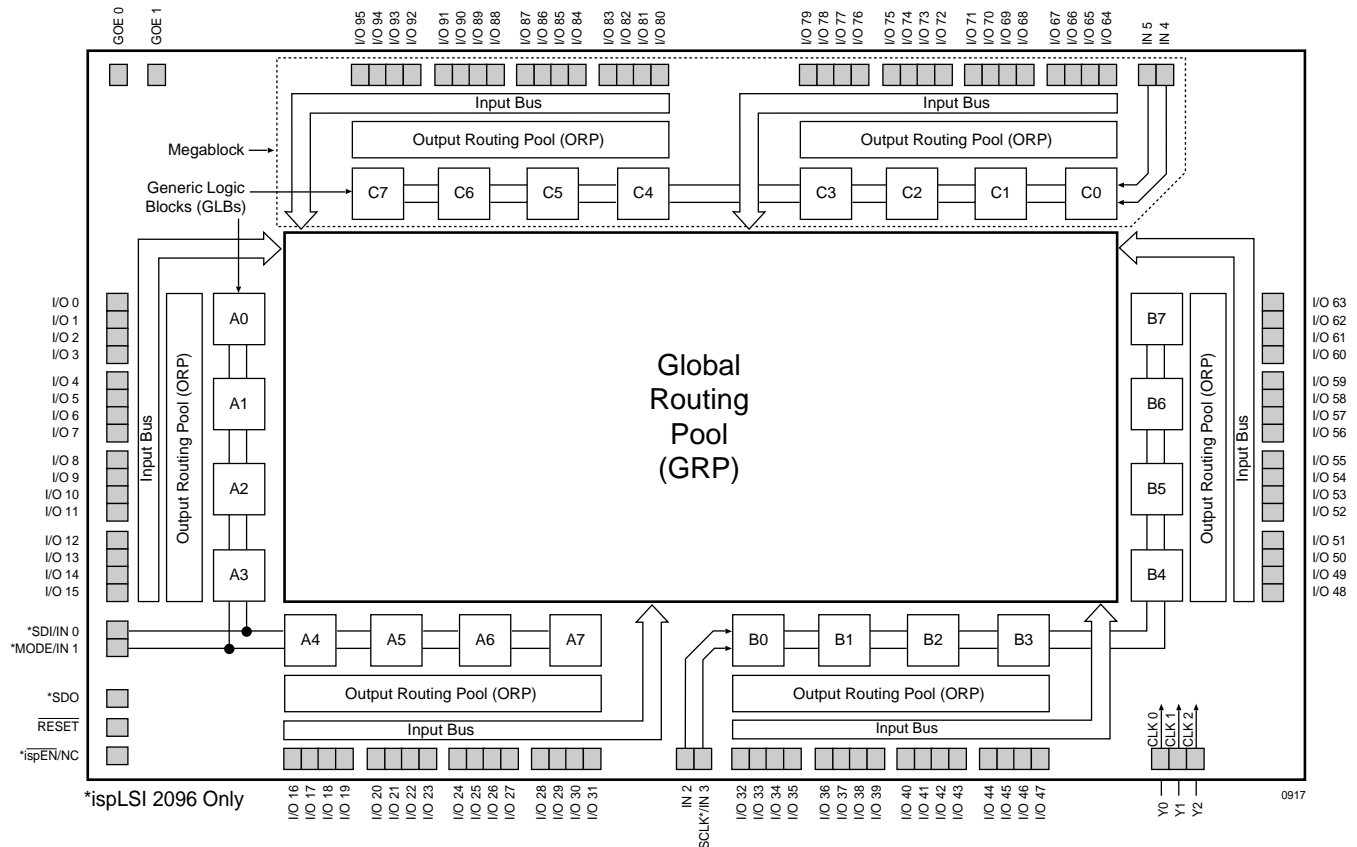 GOE 0
GOE 1
I/O 95
I/O 94
I/O 93
I/O 92
I/O 91
I/O 90
I/O 89
I/O 88
I/O 87
I/O 86
I/O 85
I/O 84
I/O 83
I/O 82
I/O 81
I/O 80
I/O 79
I/O 78
I/O 77
I/O 76
I/O 75
I/O 74
I/O 73
I/O 72
I/O 71
I/O 70
I/O 69
I/O 68
I/O 67
I/O 66
I/O 65
I/O 64
IN 5
IN 4
Input Bus
Input Bus
Output Routing Pool (ORP)
Output Routing Pool (ORP)
Megablock
Generic Logic
Blocks (GLBs)
C7
C6
C5
C4
C3
C2
C1
C0
I/O 0
I/O 1
I/O 2
I/O 3
I/O 4
I/O 5
I/O 6
I/O 7
I/O 8
I/O 9
I/O 10
I/O 11
I/O 12
I/O 13
I/O 14
I/O 15
Input Bus
Output Routing Pool (ORP)
A0
A1
A2
A3
Global
Routing
Pool
(GRP)
B7
B6
B5
B4
Output Routing Pool (ORP)
Input Bus
I/O 63
I/O 62
I/O 61
I/O 60
I/O 59
I/O 58
I/O 57
I/O 56
I/O 55
I/O 54
I/O 53
I/O 52
I/O 51
I/O 50
I/O 49
I/O 48
*SDI/IN 0
*MODE/IN 1
*SDO
RESET
*ispEN/NC
A4
A5
A6
A7
B0
B1
B2
B3
Output Routing Pool (ORP)
Output Routing Pool (ORP)
Input Bus
Input Bus
CLK 0
CLK 1
CLK 2
*ispLSI 2096 Only
I/O 16
I/O 17
I/O 18
I/O 19
I/O 20
I/O 21
I/O 22
I/O 23
I/O 24
I/O 25
I/O 26
I/O 27
I/O 28
I/O 29
I/O 30
I/O 31
IN 2
SCLK*/IN 3
I/O 32
I/O 33
I/O 34
I/O 35
I/O 36
I/O 37
I/O 38
I/O 39
I/O 40
I/O 41
I/O 42
I/O 43
I/O 44
I/O 45
I/O 46
I/O 47
Y0
Y1
Y2
0917